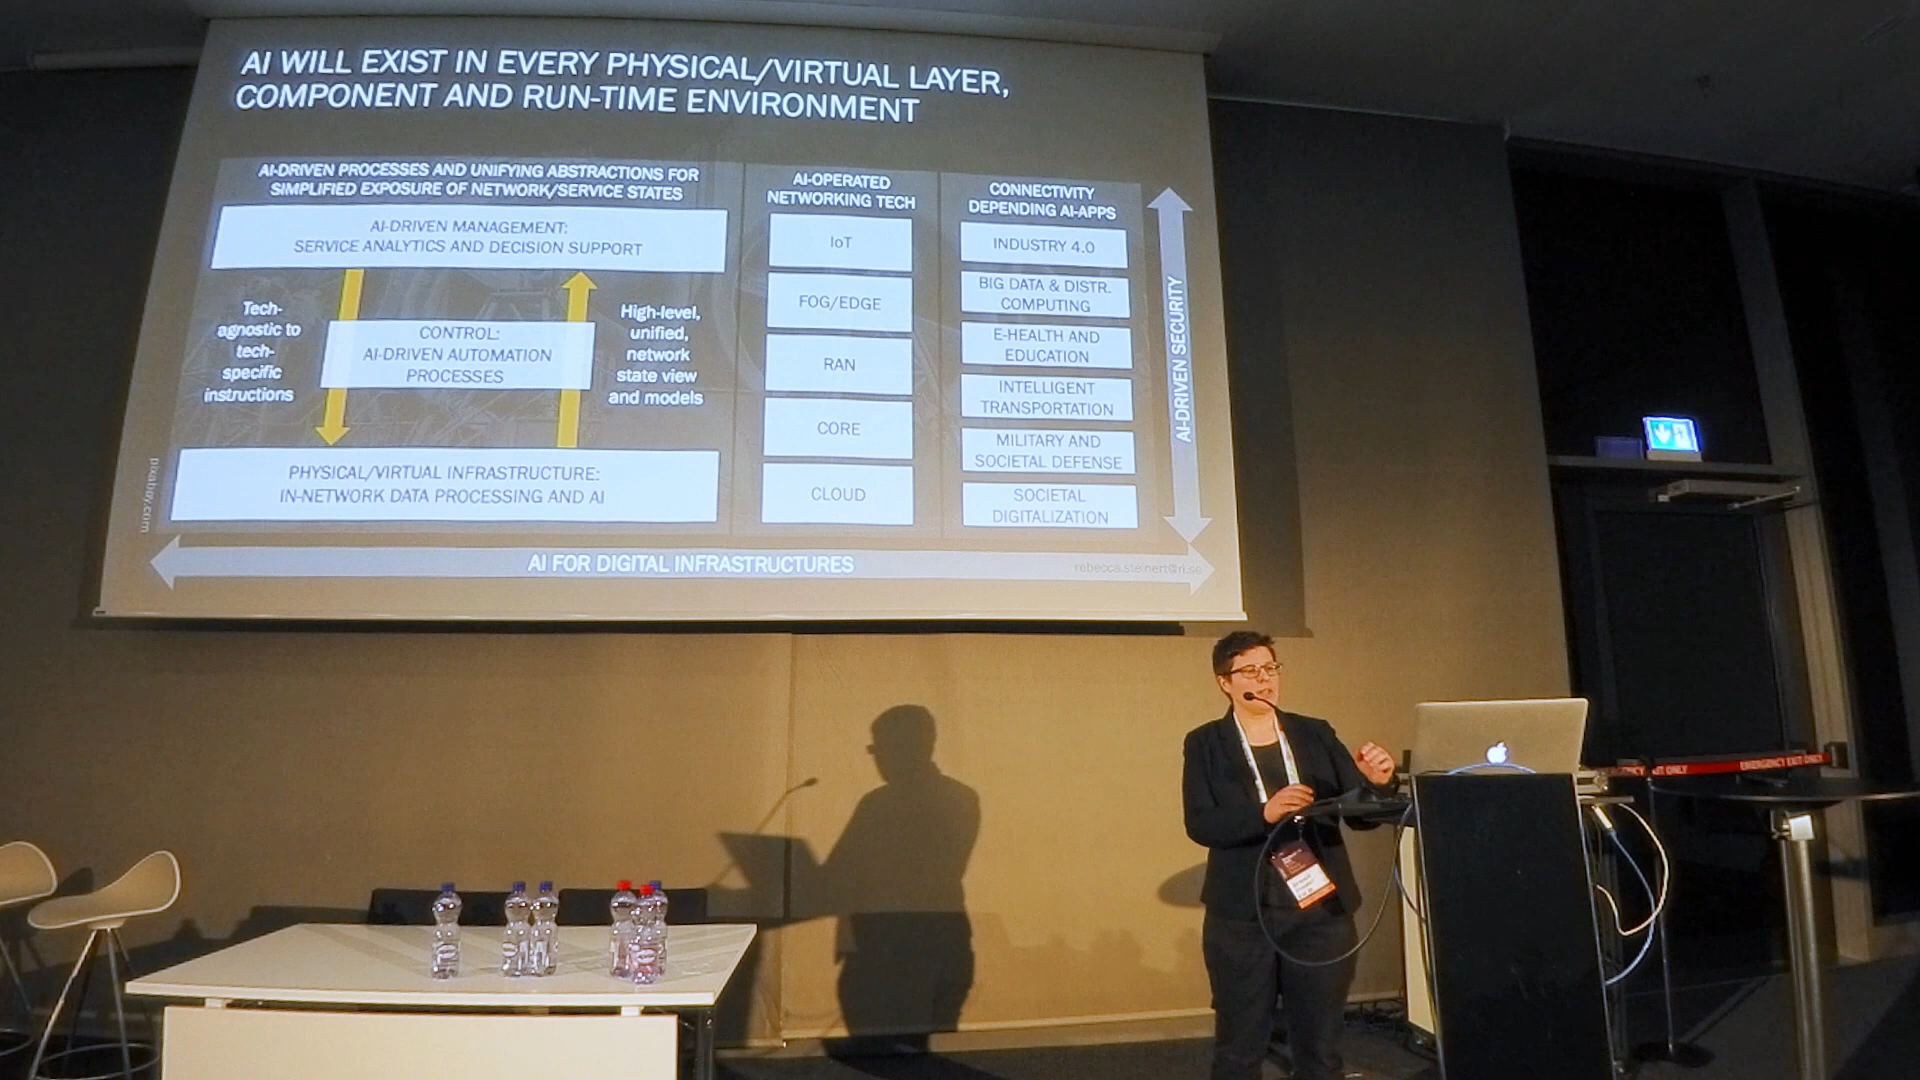 AI WILL EXIST IN EVERY PHYSICAL/VIRTUAL LAYER,
COMPONENT AND RUN-TIME ENVIRONMENT
AI-DRIVEN PROCESSES AND UNIFYING ABSTRACTIONS FOR
SIMPLIFIED EXPOSURE OF NETWORK/SERVICE STATES
AI-DRIVEN MANAGEMENT:
SERVICE ANALYTICS AND DECISION SUPPORT
Tech-
agnostic to
tech-
specific
instructions
CONTROL:
AI-DRIVEN AUTOMATION
PROCESSES
High-level,
unified,
network
state view
and models
PHYSICAL/VIRTUAL INFRASTRUCTURE:
IN-NETWORK DATA PROCESSING AND AI
AI-OPERATED
NETWORKING TECH
IoT
FOG/EDGE
RAN
CORE
CLOUD
CONNECTIVITY
DEPENDING AI-APPS
INDUSTRY 4.0
BIG DATA & DISTR.
COMPUTING
E-HEALTH AND
EDUCATION
INTELLIGENT
TRANSPORTATION
MILITARY AND
SOCIETAL DEFENSE
SOCIETAL
DIGITALIZATION
AI-DRIVEN SECURITY
AI FOR DIGITAL INFRASTRUCTURES
rebecca.steinert@ri.se
pixabay.com
EXIT ONLY
EMERGENCY EXIT ONLY